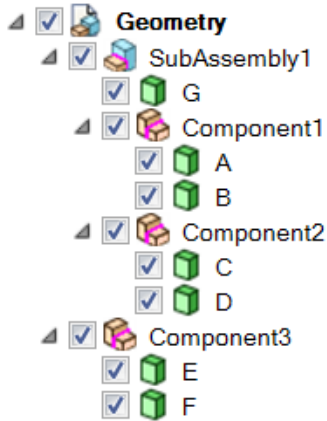 Geometry
SubAssembly1
G
Component1
A
B
Component2
C
D
Component3
E
F